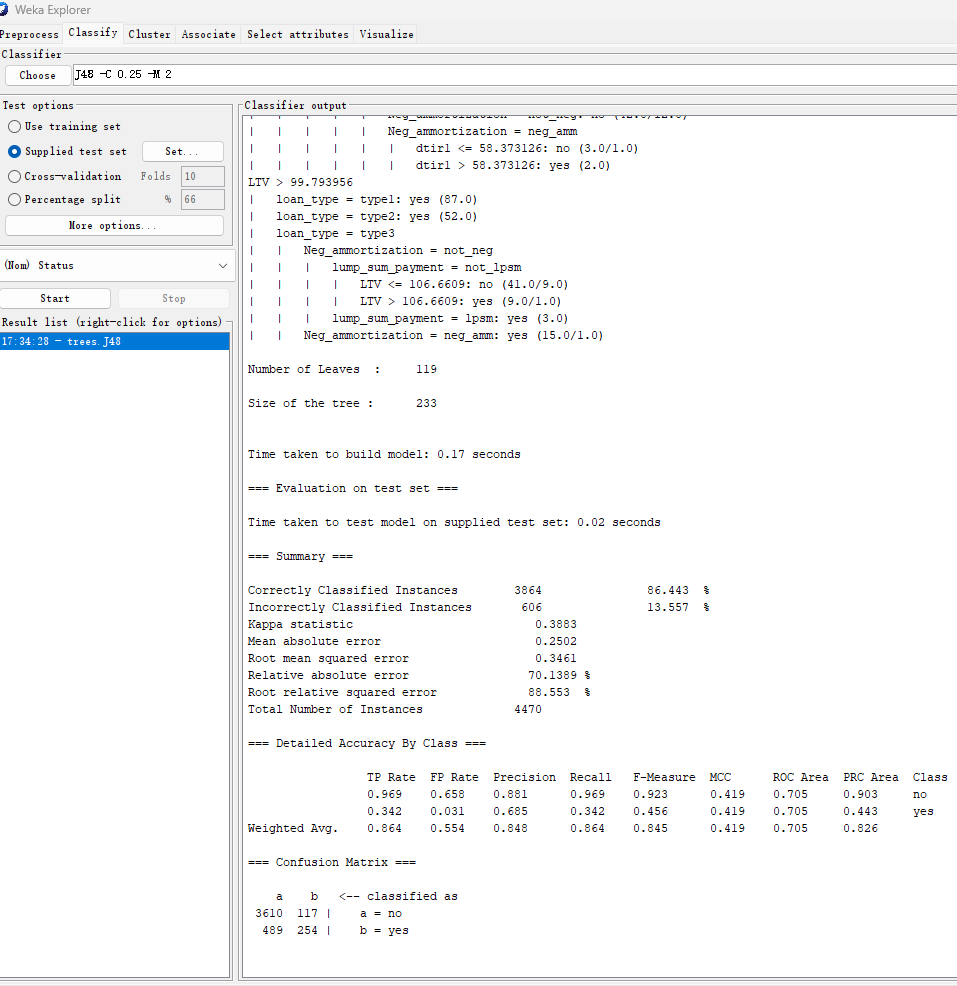 Weka Explorer
Preprocess Classify Cluster Associate Select attributes Visualize
Classifier
Choose J48 -C 0.25 -M 2
Test options
Use training set
Supplied test set Set...
Cross-validation Folds 10
Percentage split % 66
More options...
(Nom) Status
Start Stop
Result list (right-click for options)
17:34:28 - trees.J48
Classifier output
| | | | | Neg_ammortization = not_neg: no (12.0/12.0)
| | | | | Neg_ammortization = neg_amm
| | | | | | dtir1 <= 58.373126: no (3.0/1.0)
| | | | | | dtir1 > 58.373126: yes (2.0)
LTV > 99.793956
| loan_type = type1: yes (87.0)
| loan_type = type2: yes (52.0)
| loan_type = type3
| | Neg_ammortization = not_neg
| | | lump_sum_payment = not_lpsm
| | | | LTV <= 106.6609: no (41.0/9.0)
| | | | LTV > 106.6609: yes (9.0/1.0)
| | | lump_sum_payment = lpsm: yes (3.0)
| | Neg_ammortization = neg_amm: yes (15.0/1.0)
Number of Leaves : 119
Size of the tree : 233
Time taken to build model: 0.17 seconds
=== Evaluation on test set ===
Time taken to test model on supplied test set: 0.02 seconds
=== Summary ===
Correctly Classified Instances 3864 86.443 %
Incorrectly Classified Instances 606 13.557 %
Kappa statistic 0.3883
Mean absolute error 0.2502
Root mean squared error 0.3461
Relative absolute error 70.1389 %
Root relative squared error 88.553 %
Total Number of Instances 4470
=== Detailed Accuracy By Class ===
TP Rate FP Rate Precision Recall F-Measure MCC ROC Area PRC Area Class
0.969 0.658 0.881 0.969 0.923 0.419 0.705 0.903 no
0.342 0.031 0.685 0.342 0.456 0.419 0.705 0.443 yes
Weighted Avg. 0.864 0.554 0.848 0.864 0.845 0.419 0.705 0.826
=== Confusion Matrix ===
a b <-- classified as
3610 117 | a = no
489 254 | b = yes